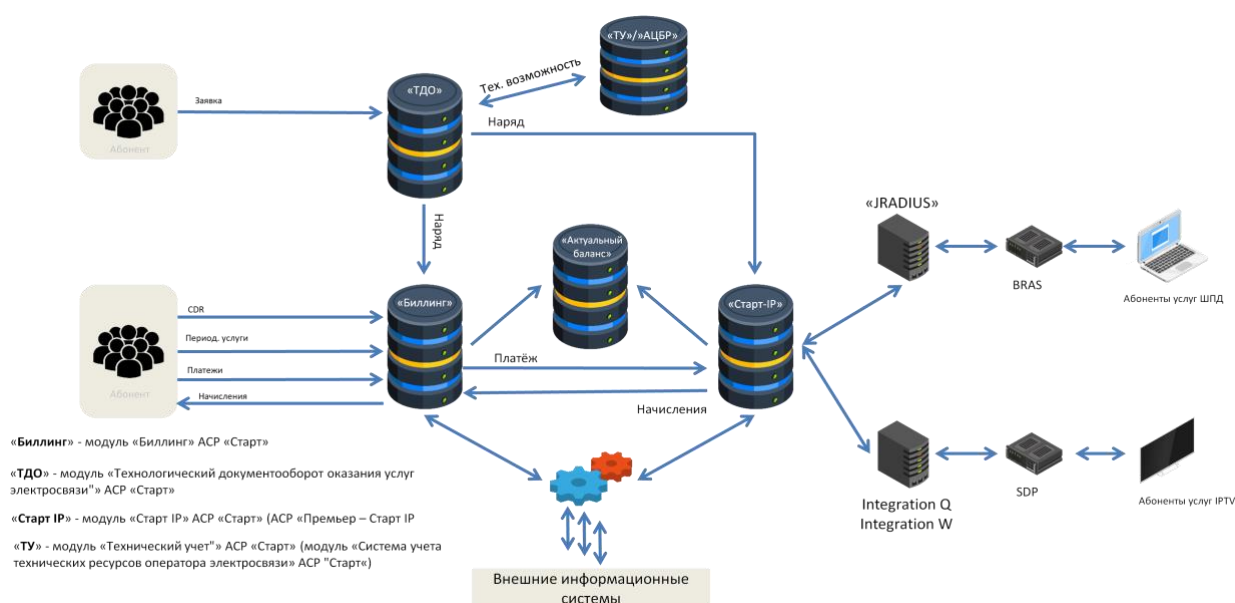 «ТУ»/»АЦБР»
Тех. возможность
«ТДО»
Заявка
Абонент
Наряд
Наряд
«JRADIUS»
BRAS
Абоненты услуг ШПД
«Актуальный
баланс»
«Биллинг»
«Старт-IP»
CDR
Период. услуги
Платежи
Начисления
Абонент
Платёж
Начисления
Integration Q
Integration W
SDP
Абоненты услуг IPTV
«Биллинг» - модуль «Биллинг» АСР «Старт»
«ТДО» - модуль «Технологический документооборот оказания услуг
электросвязи"» АСР «Старт»
«Старт IP» - модуль «Старт IP» АСР «Старт» (АСР «Премьер – Старт IP
«ТУ» - модуль «Технический учет"» АСР «Старт» (модуль «Система учета
технических ресурсов оператора электросвязи» АСР "Старт«)
Внешние информационные
системы